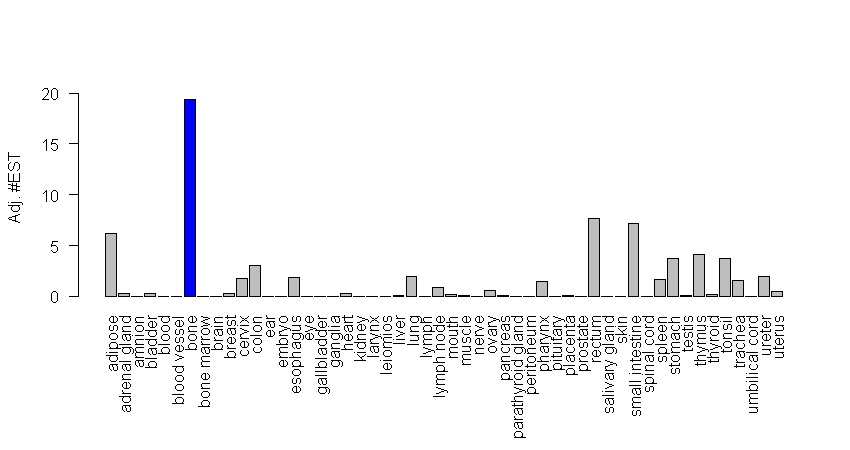 Adj. #EST
20
15
10
5
0
adipose
adrenal gland
amnion
bladder
blood
blood vessel
bone
bone marrow
brain
breast
cervix
colon
ear
embryo
esophagus
eye
gallbladder
ganglia
heart
kidney
larynx
leiomios
liver
lung
lymph
lymph node
mouth
muscle
nerve
ovary
pancreas
parathyroid gland
peritoneum
pharynx
pituitary
placenta
prostate
rectum
salivary gland
skin
small intestine
spinal cord
spleen
stomach
testis
thymus
thyroid
tonsil
trachea
umbilical cord
ureter
uterus